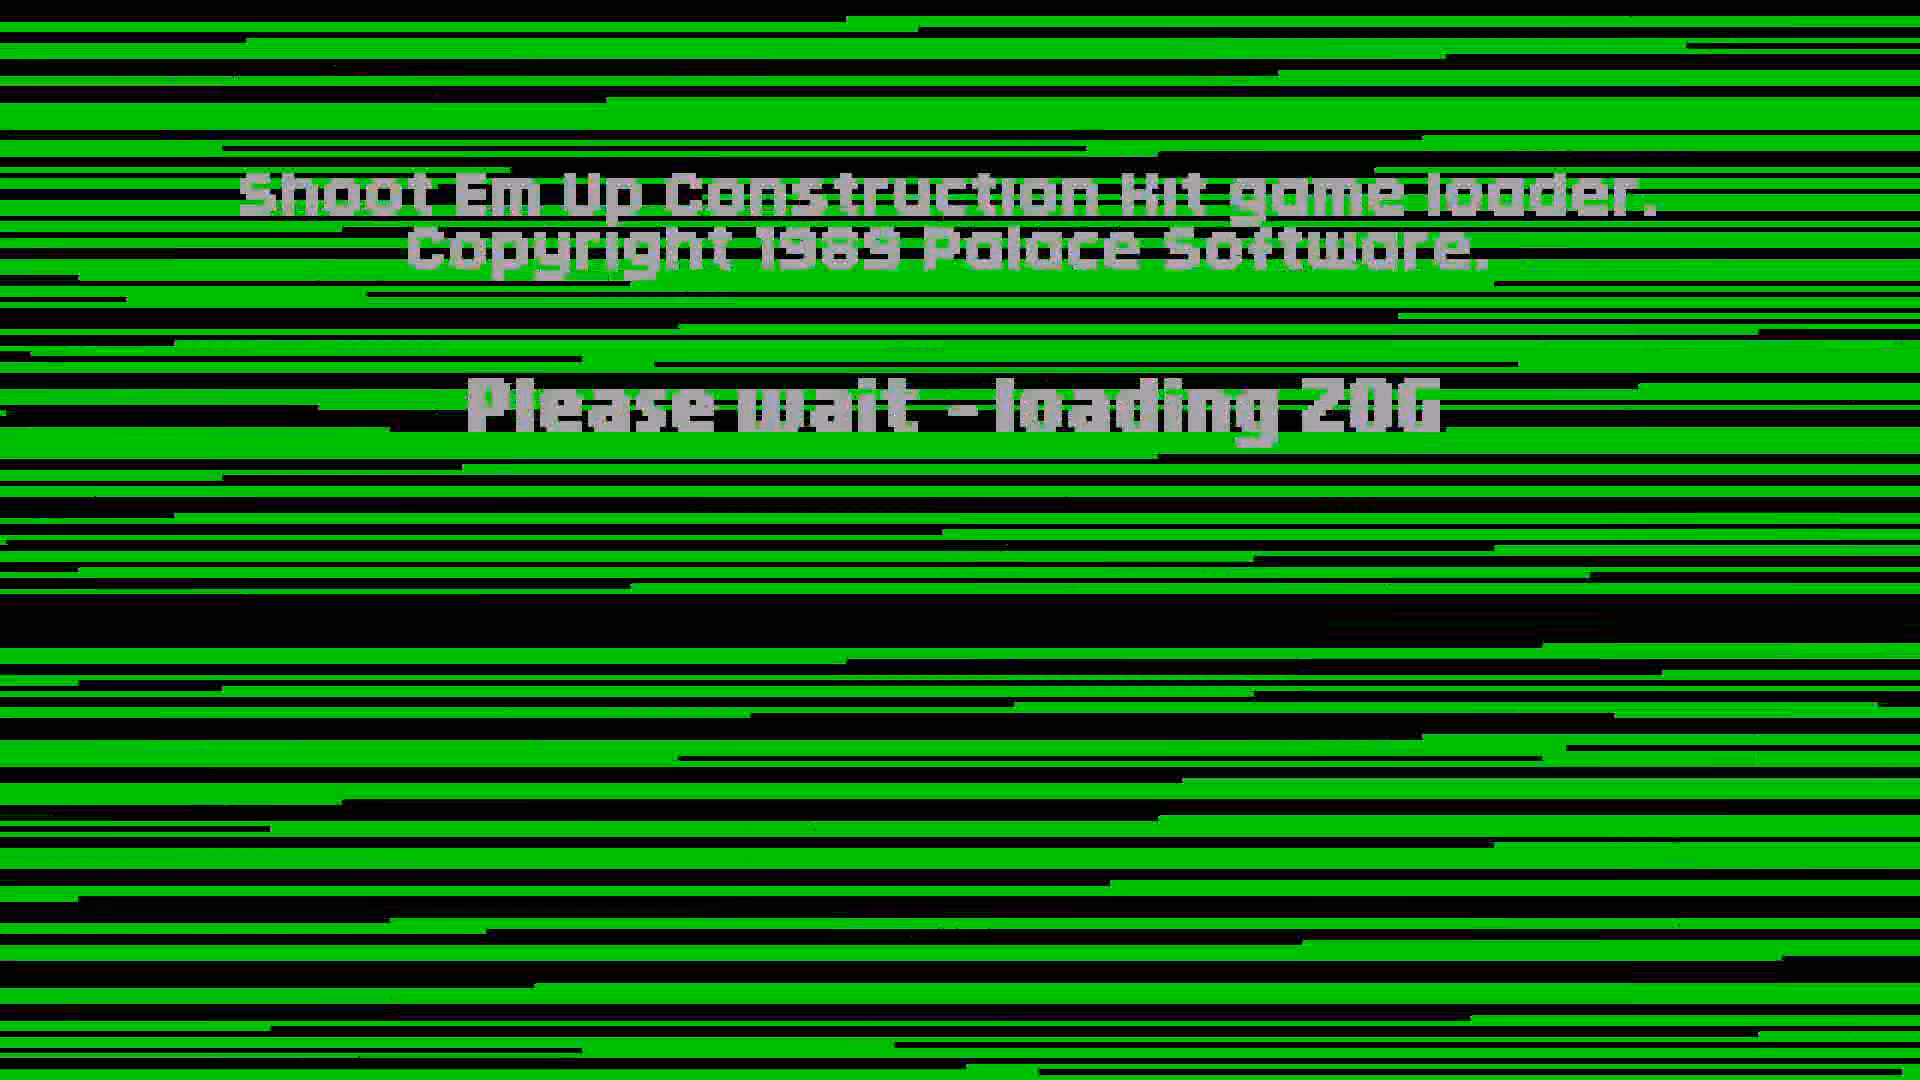 Shoot Em Up Construction Kit game loader.
Copyright 1989 Palace Software.
Please wait - loading ZOG